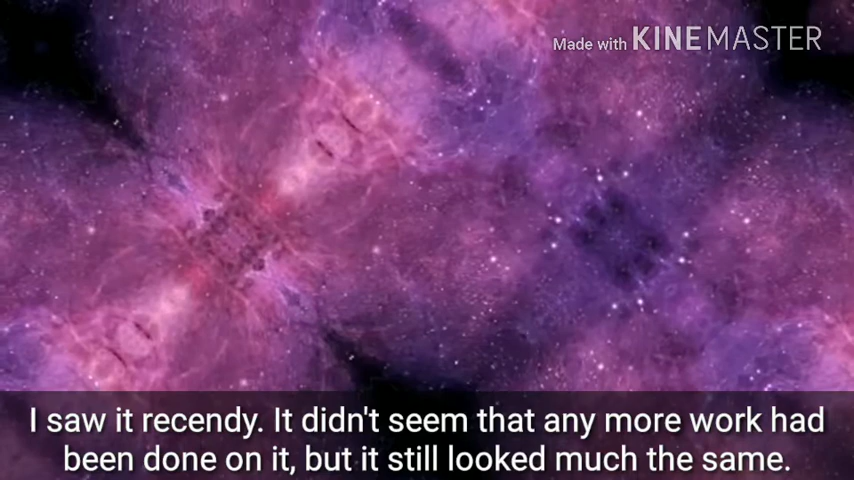 Made with KINEMASTER
I saw it recendy. It didn't seem that any more work had
been done on it, but it still looked much the same.